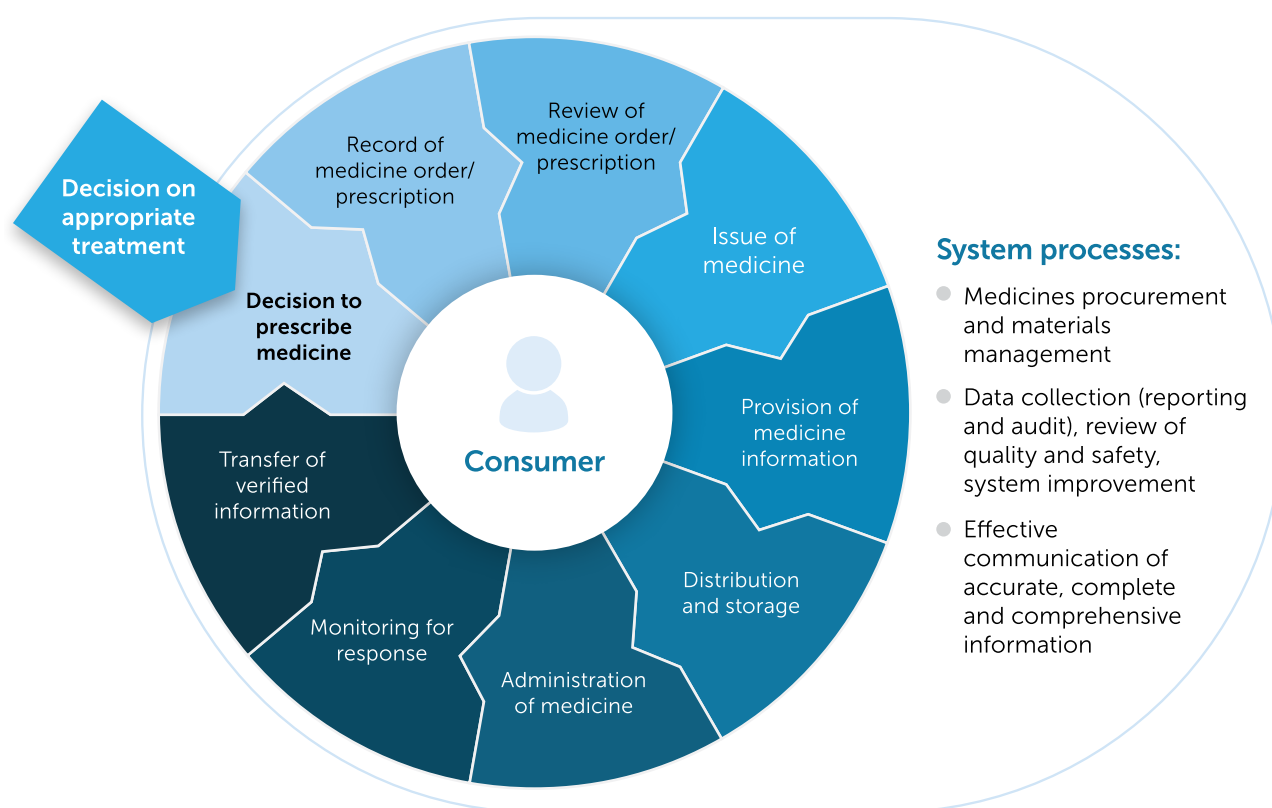 Decision on
appropriate
treatment
Decision to
prescribe
medicine
Record of
medicine order/
prescription
Review of
medicine order/
prescription
Issue of
medicine
Provision of
medicine
information
Distribution
and storage
Administration
of medicine
Monitoring for
response
Transfer of
verified
information
Consumer
System processes:
Medicines procurement
and materials
management
Data collection (reporting
and audit), review of
quality and safety,
system improvement
Effective
communication of
accurate, complete
and comprehensive
information